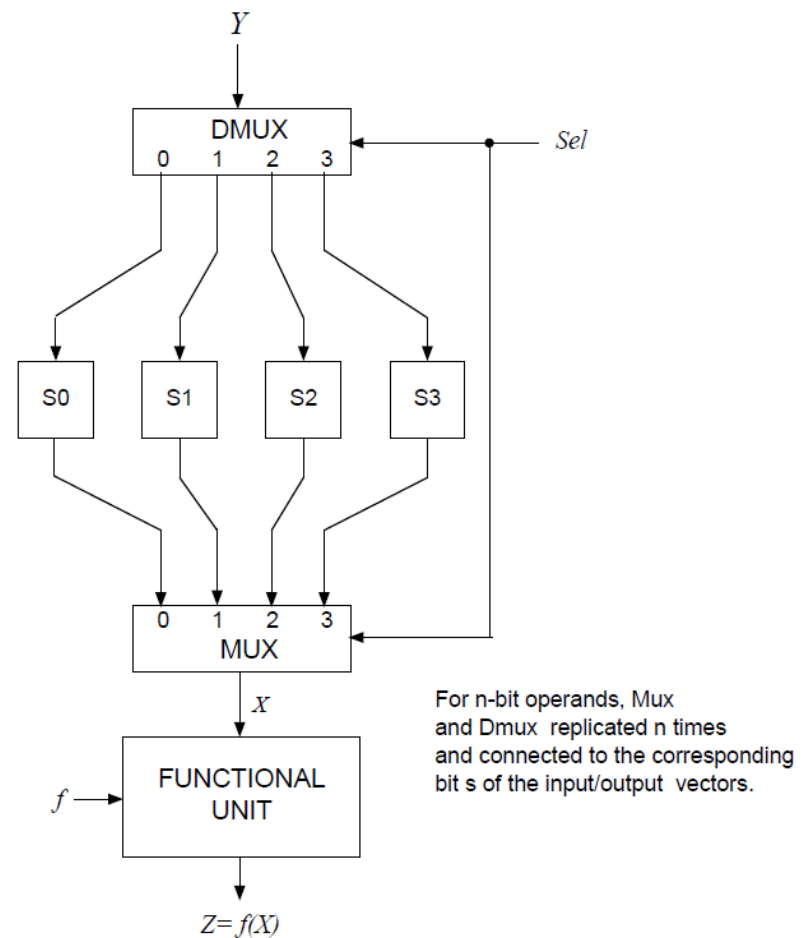 Y
DMUX
0 1 2 3
Sel
S0 S1 S2 S3
0 1 2 3
MUX
X
For n-bit operands, Mux
and Dmux replicated n times
and connected to the corresponding
bit s of the input/output vectors.
FUNCTIONAL
UNIT
f
Z= f(X)